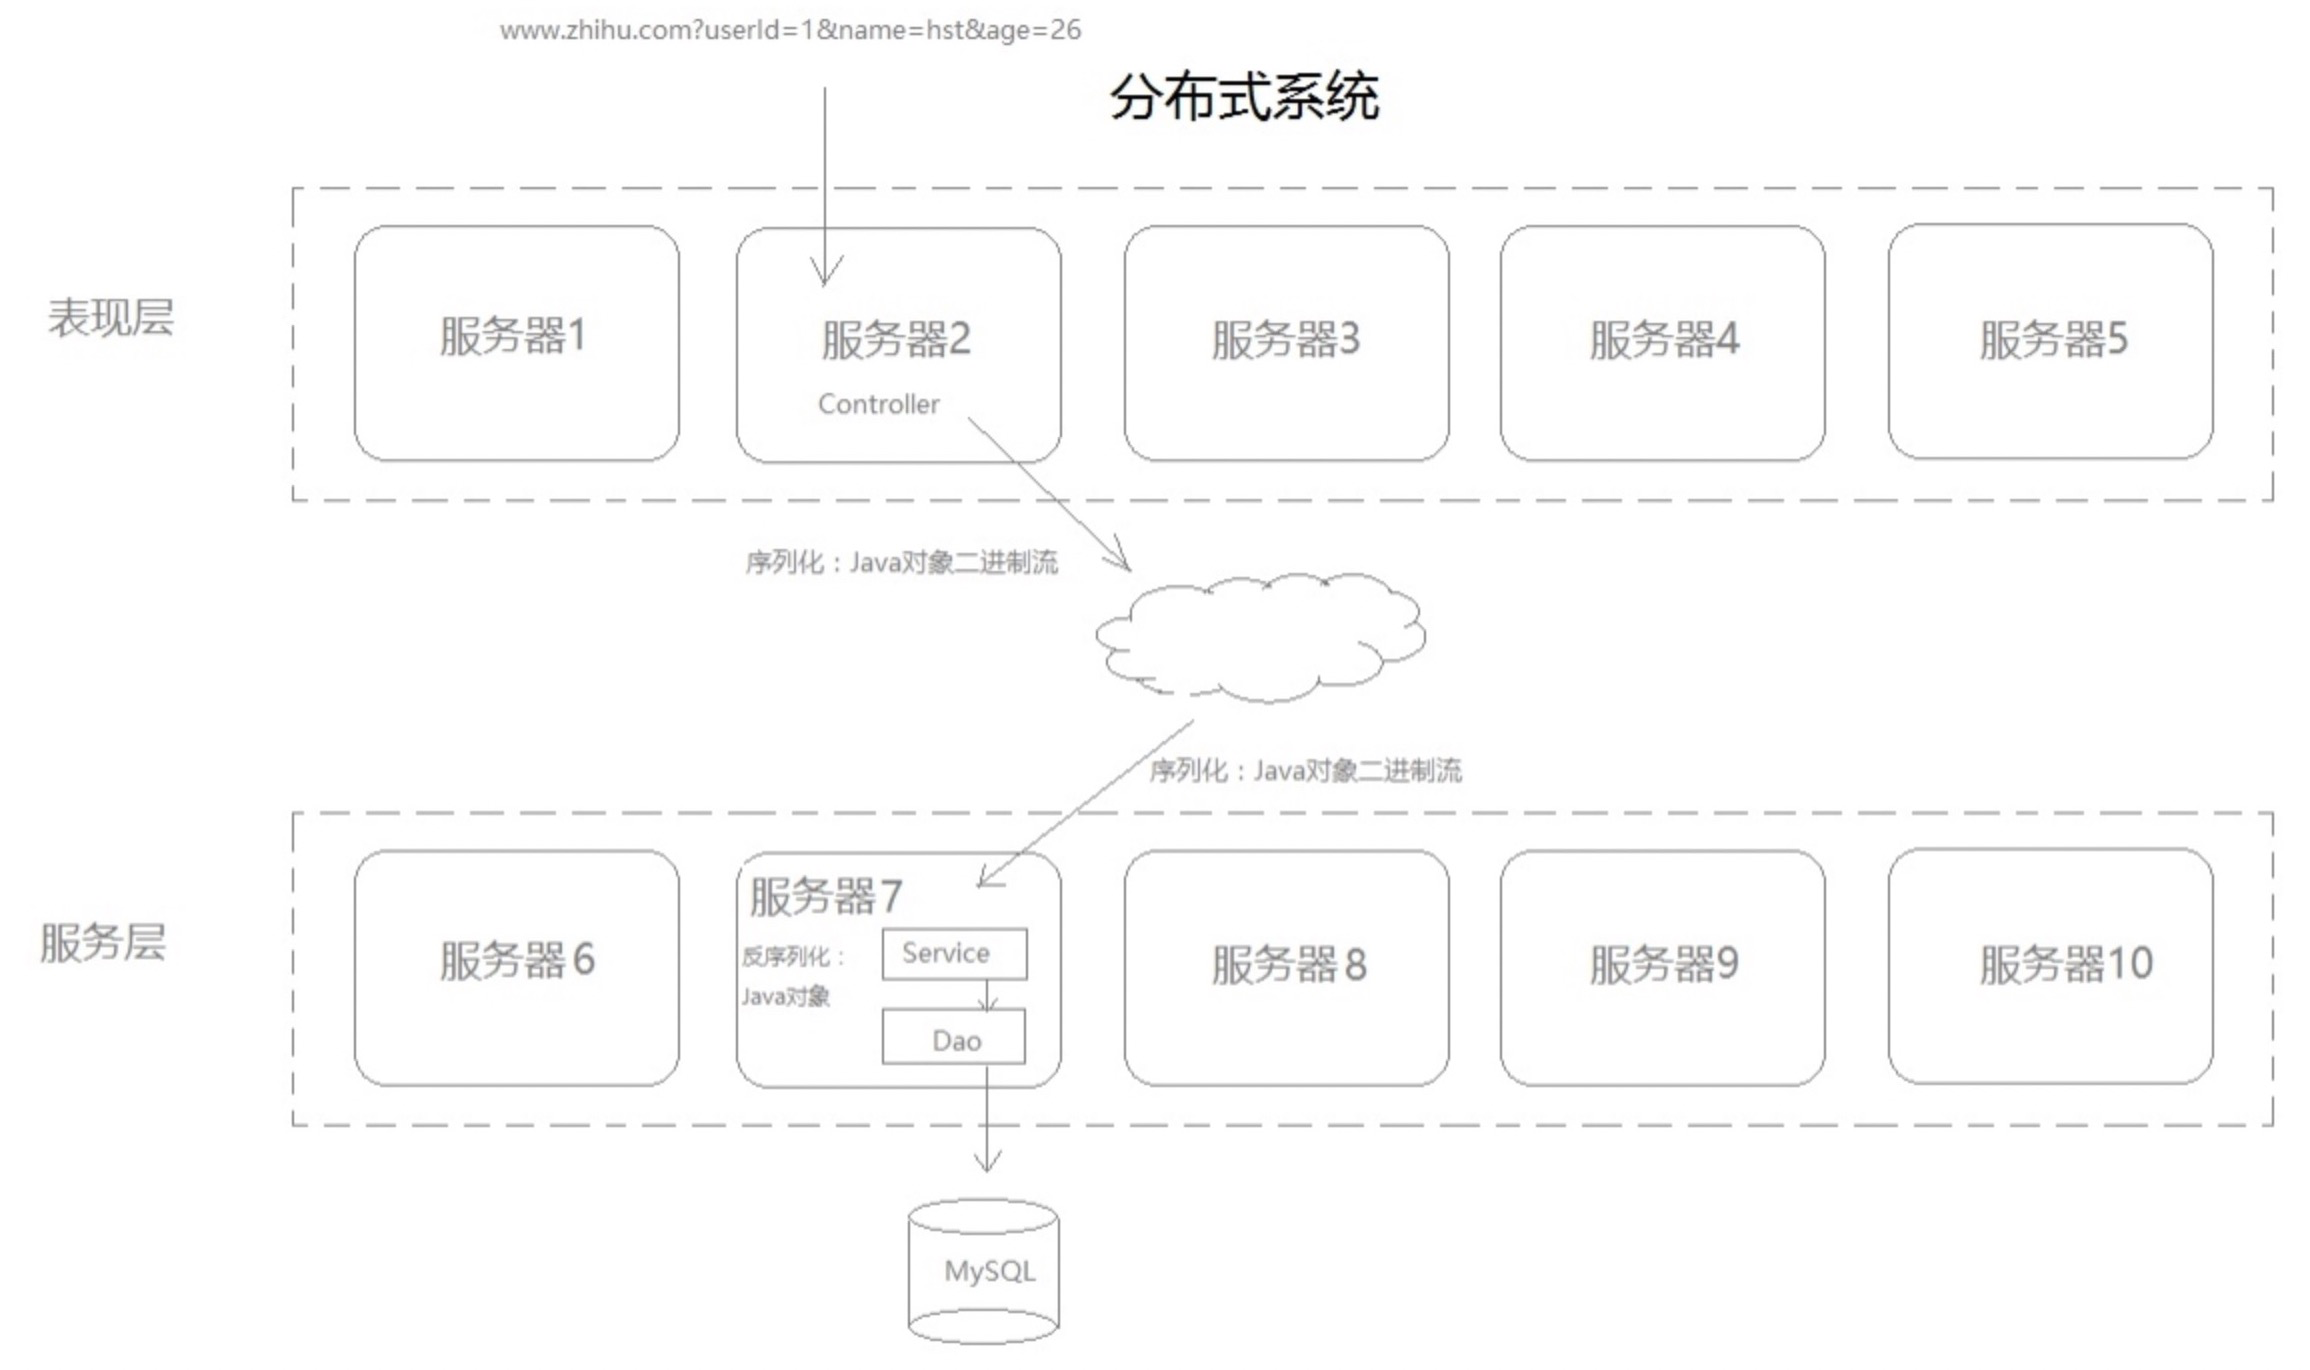 www.zhihu.com?userId=1&name=hst&age=26
分布式系统
表现层
服务器1
服务器2
Controller
服务器3
服务器4
服务器5
序列化：Java对象二进制流
序列化：Java对象二进制流
服务层
服务器6
服务器7
反序列化：
Java对象
Service
Dao
服务器8
服务器9
服务器10
MySQL